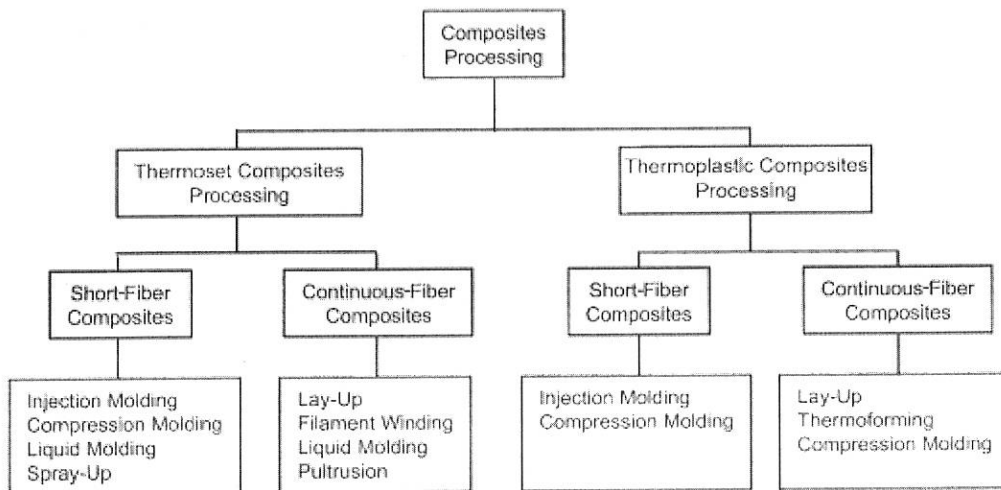 Composites
Processing
Thermoset Composites
Processing
Thermoplastic Composites
Processing
Short-Fiber
Composites
Continuous-Fiber
Composites
Short-Fiber
Composites
Continuous-Fiber
Composites
Injection Molding
Compression Molding
Liquid Molding
Spray-Up
Lay-Up
Filament Winding
Liquid Molding
Pultrusion
Injection Molding
Compression Molding
Lay-Up
Thermoforming
Compression Molding